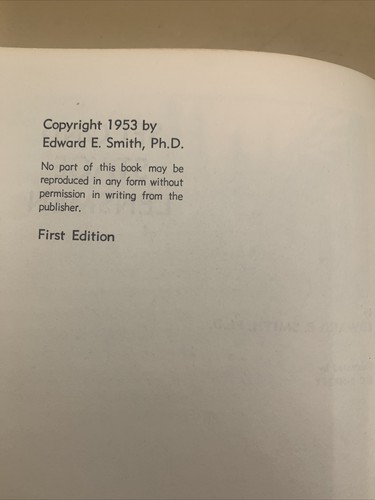 Copyright 1953 by
Edward E. Smith, Ph.D.
No part of this book may be
reproduced in any form without
permission in writing from the
publisher.
First Edition